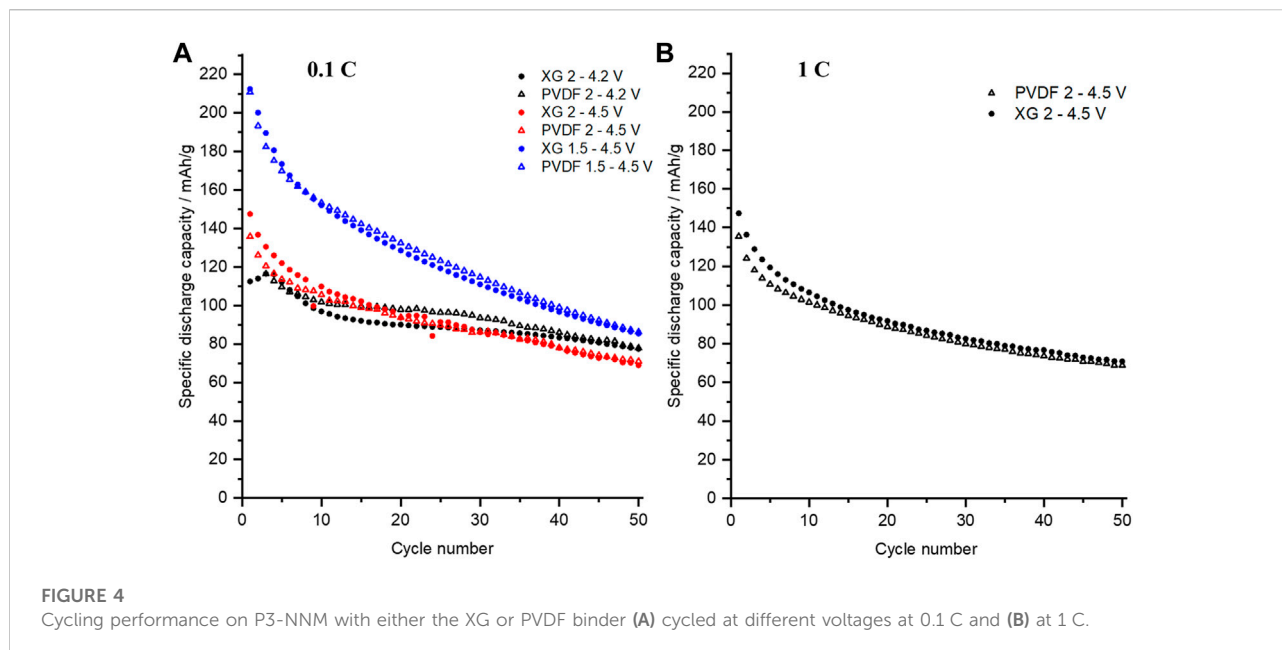 A
0.1 C
XG 2 - 4.2 V
PVDF 2 - 4.2 V
XG 2 - 4.5 V
PVDF 2 - 4.5 V
XG 1.5 - 4.5 V
PVDF 1.5 - 4.5 V
220
200
180
160
140
120
100
80
60
40
20
0
Specific discharge capacity / mAh/g
0 10 20 30 40 50
Cycle number
B
1 C
PVDF 2 - 4.5 V
XG 2 - 4.5 V
220
200
180
160
140
120
100
80
60
40
20
0
Specific discharge capacity / mAh/g
0 10 20 30 40 50
Cycle number
FIGURE 4
Cycling performance on P3-NNM with either the XG or PVDF binder (A) cycled at different voltages at 0.1 C and (B) at 1 C.